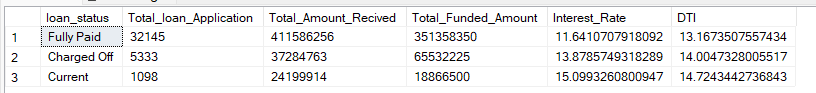 loan_status Total_loan_Application Total_Amount_Recived Total_Funded_Amount Interest_Rate DTI
1 Fully Paid 32145 411586256 351358350 11.6410707918092 13.1673507557434
2 Charged Off 5333 37284763 65532225 13.8785749318289 14.0047328005517
3 Current 1098 24199914 18866500 15.0993260800947 14.7243442736843